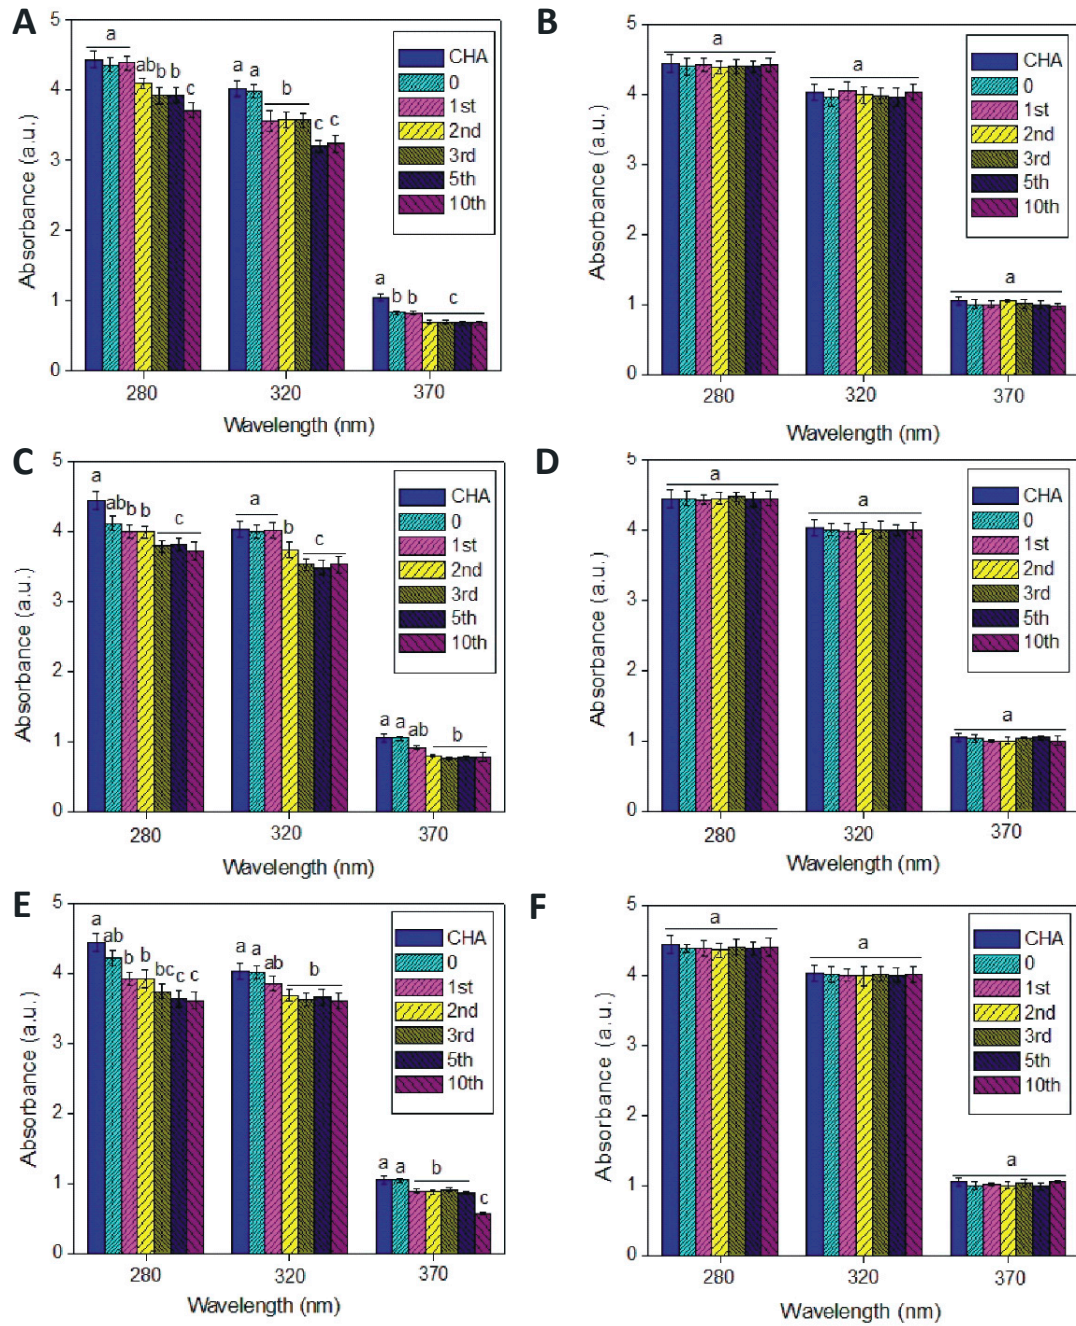 A
5
4
3
2
1
0
Absorbance (a.u.)
a
ab
b b
c
a a
b
c c
a
b b
c
CHA
0
1st
2nd
3rd
5th
10th
280 320 370
Wavelength (nm)
B
5
4
3
2
1
0
Absorbance (a.u.)
a
a
a
CHA
0
1st
2nd
3rd
5th
10th
280 320 370
Wavelength (nm)
C
5
4
3
2
1
0
Absorbance (a.u.)
a
ab
b b
c
a
b
c
a a
ab
b
CHA
0
1st
2nd
3rd
5th
10th
280 320 370
Wavelength (nm)
D
5
4
3
2
1
0
Absorbance (a.u.)
a
a
a
CHA
0
1st
2nd
3rd
5th
10th
280 320 370
Wavelength (nm)
E
5
4
3
2
1
0
Absorbance (a.u.)
a
ab
b b
bc
c c
a a
ab
b
a a
b
c
CHA
0
1st
2nd
3rd
5th
10th
280 320 370
Wavelength (nm)
F
5
4
3
2
1
0
Absorbance (a.u.)
a
a
a
CHA
0
1st
2nd
3rd
5th
10th
280 320 370
Wavelength (nm)